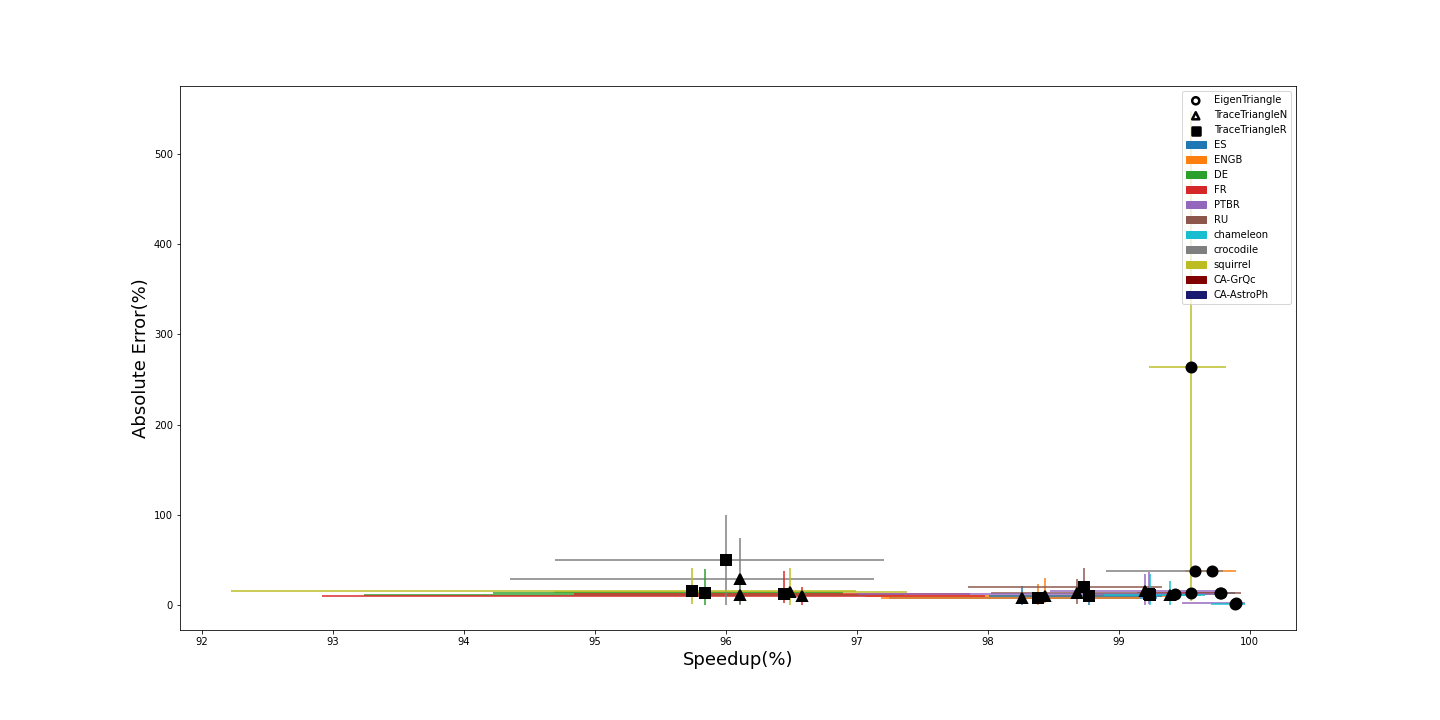 EigenTriangle
TraceTriangleN
TraceTriangleR
ES
ENGB
DE
FR
PTBR
RU
chameleon
crocodile
squirrel
CA-GrQc
CA-AstroPh
Absolute Error(%)
500
400
300
200
100
0
92 93 94 95 96 97 98 99 100
Speedup(%)